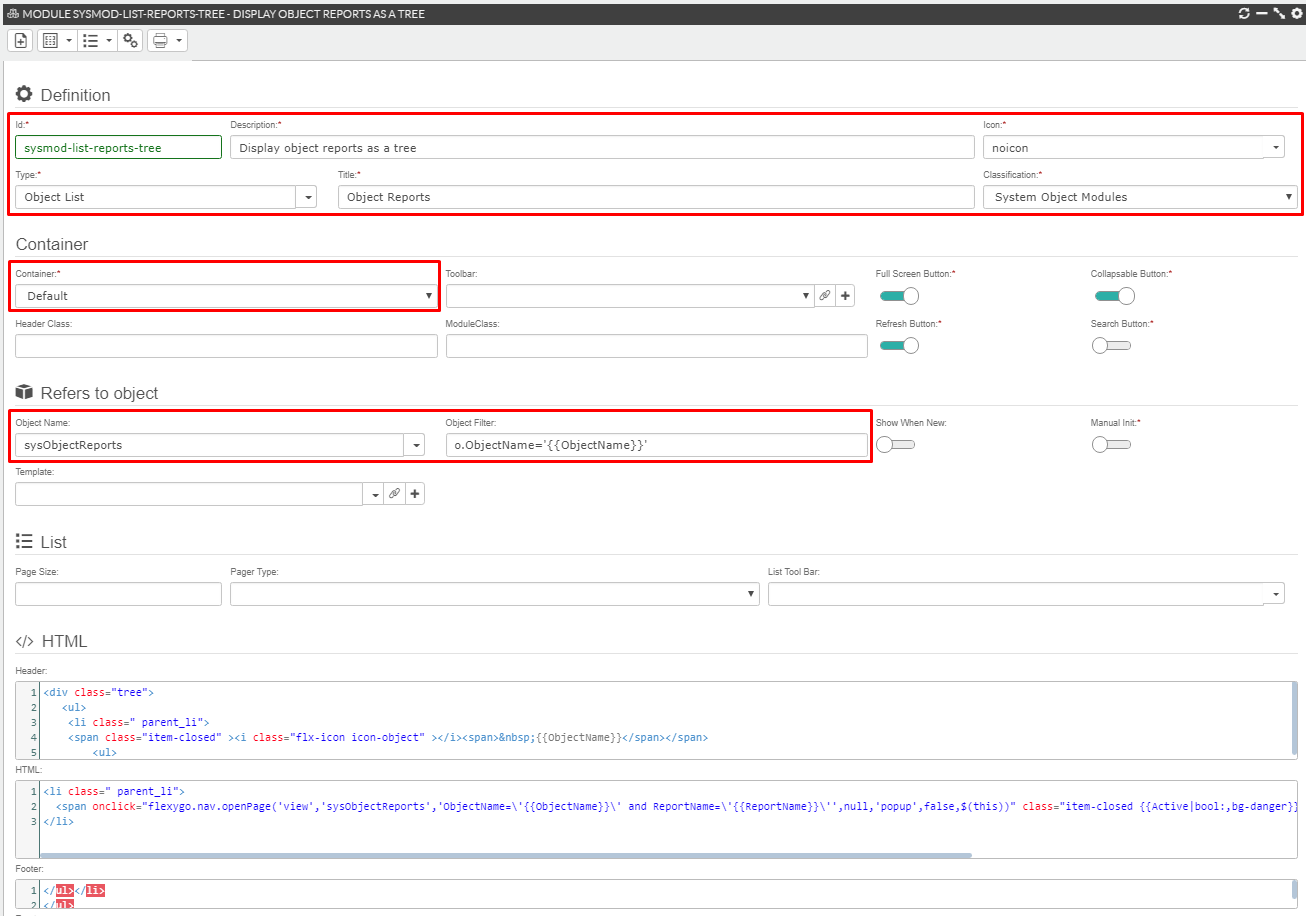 MODULE SYSMOD-LIST-REPORTS-TREE - DISPLAY OBJECT REPORTS AS A TREE
Definition
Id:* Description:* Icon:*
sysmod-list-reports-tree Display object reports as a tree noicon
Type:* Title:* Classification:*
Object List Object Reports System Object Modules
Container
Container:* Toolbar: Full Screen Button:* Collapsable Button:*
Default
Header Class: ModuleClass: Refresh Button:* Search Button:*
Refers to object
Object Name: Object Filter: Show When New: Manual Init:*
sysObjectReports o.ObjectName='{{ObjectName}}'
Template:
List
Page Size: Pager Type: List Tool Bar:
</> HTML
Header:
1 <div class="tree">
2 <ul>
3 <li class=" parent_li">
4 <span class="item-closed" ><i class="flx-icon icon-object" ></i><span>&nbsp;{{ObjectName}}</span></span>
5 <ul>
HTML:
1 <li class=" parent_li">
2 <span onclick="flexygo.nav.openPage('view','sysObjectReports','ObjectName=\'{{ObjectName}}\' and ReportName=\'{{ReportName}}\'',null,'popup',false,$(this))" class="item-closed {{Active|bool:,bg-danger}}
3 </li>
Footer:
1 </ul></li>
2 </ul>